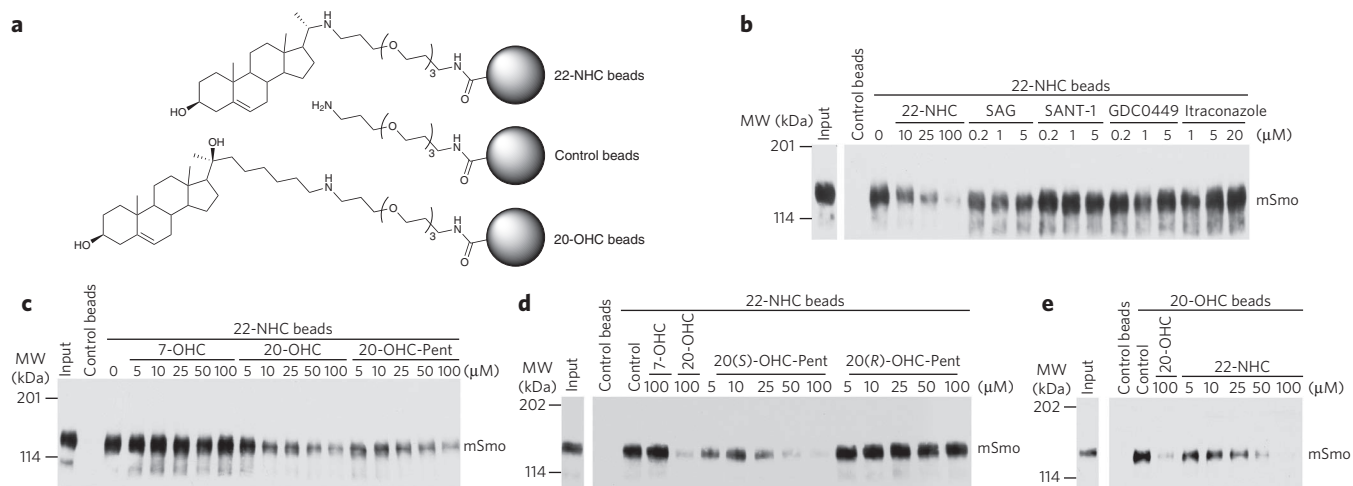 a
H
N
O
3
H
N
O
HO
22-NHC beads
H2N
O
3
H
N
O
Control beads
OH
H
N
O
3
H
N
O
HO
20-OHC beads
b
22-NHC beads
Control beads
Input
MW (kDa)
22-NHC SAG SANT-1 GDC0449 Itraconazole
0 10 25 100 0.2 1 5 0.2 1 5 0.2 1 5 1 5 20 (μM)
201
mSmo
114
c
22-NHC beads
Input
Control beads
MW
(kDa)
7-OHC 20-OHC 20-OHC-Pent
0 5 10 25 50 100 5 10 25 50 100 5 10 25 50 100 (μM)
201
mSmo
114
d
22-NHC beads
Input
Control beads
Control
7-OHC
20-OHC
MW
(kDa)
20(S)-OHC-Pent 20(R)-OHC-Pent
100 100 5 10 25 50 100 5 10 25 50 100 (μM)
202
mSmo
114
e
20-OHC beads
Input
Control beads
Control
20-OHC
MW
(kDa)
22-NHC
100 5 10 25 50 100 (μM)
202
mSmo
114